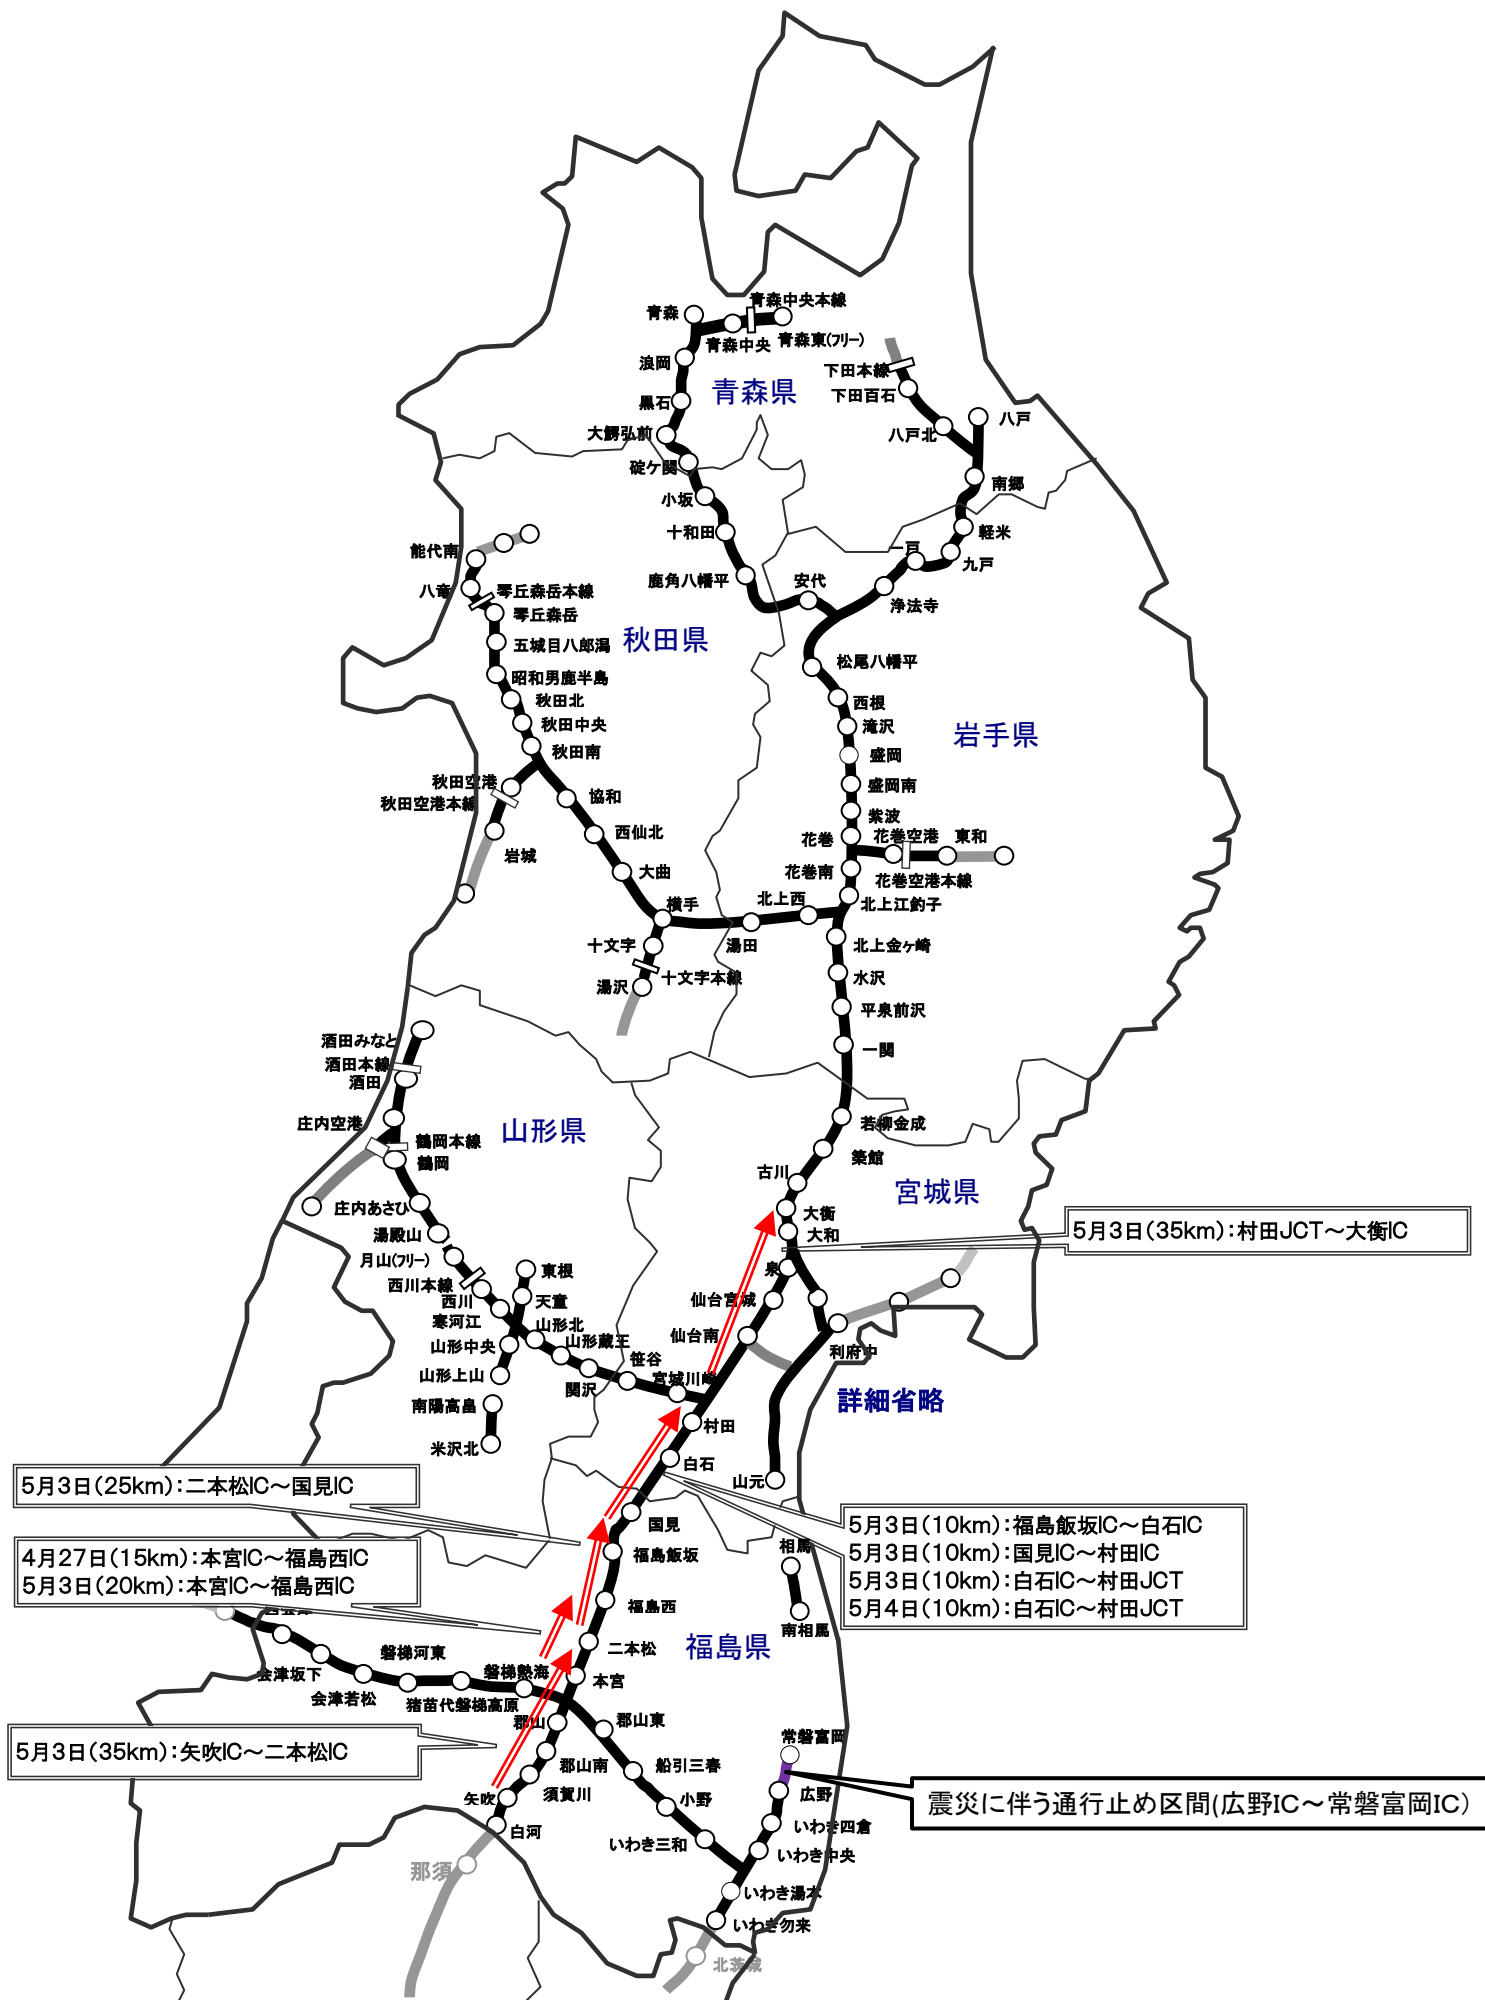 青森中央本線
青森
青森中央
青森東(フリー)
浪岡
下田本線
青森県
下田百石
黒石
八戸
八戸北
大鰐弘前
碇ケ関
南郷
小坂
十和田
軽米
一戸
能代南
九戸
鹿角八幡平
安代
八竜
琴丘森岳本線
浄法寺
琴丘森岳
五城目八郎潟
秋田県
松尾八幡平
昭和男鹿半島
秋田北
西根
秋田中央
滝沢
岩手県
秋田南
盛岡
秋田空港
盛岡南
秋田空港本線
協和
紫波
西仙北
花巻
花巻空港
東和
岩城
大曲
花巻南
花巻空港本線
北上西
横手
北上江釣子
十文字
湯田
北上金ヶ崎
十文字本線
水沢
湯沢
平泉前沢
酒田みなと
一関
酒田本線
酒田
庄内空港
山形県
若柳金成
鶴岡本線
築館
鶴岡
古川
宮城県
庄内あさひ
大衡
湯殿山
大和
5月3日(35km):村田JCT～大衡IC
月山(フリー)
泉
東根
西川本線
西川
天童
仙台宮城
寒河江
山形北
仙台南
山形中央
山形蔵王
利府中
笹谷
山形上山
宮城川崎
関沢
詳細省略
南陽高畠
村田
米沢北
白石
山元
5月3日(25km):二本松IC～国見IC
国見
5月3日(10km):福島飯坂IC～白石IC
5月3日(10km):国見IC～村田IC
5月3日(10km):白石IC～村田JCT
5月4日(10km):白石IC～村田JCT
相馬
福島飯坂
4月27日(15km):本宮IC～福島西IC
5月3日(20km):本宮IC～福島西IC
福島西
南相馬
福島県
二本松
磐梯河東
会津坂下
磐梯熱海
本宮
会津若松
猪苗代磐梯高原
郡山
郡山東
常磐富岡
5月3日(35km):矢吹IC～二本松IC
郡山南
船引三春
須賀川
広野
矢吹
小野
震災に伴う通行止め区間(広野IC～常磐富岡IC)
白河
いわき四倉
いわき三和
いわき中央
那須
いわき湯本
いわき勿来
北茨城